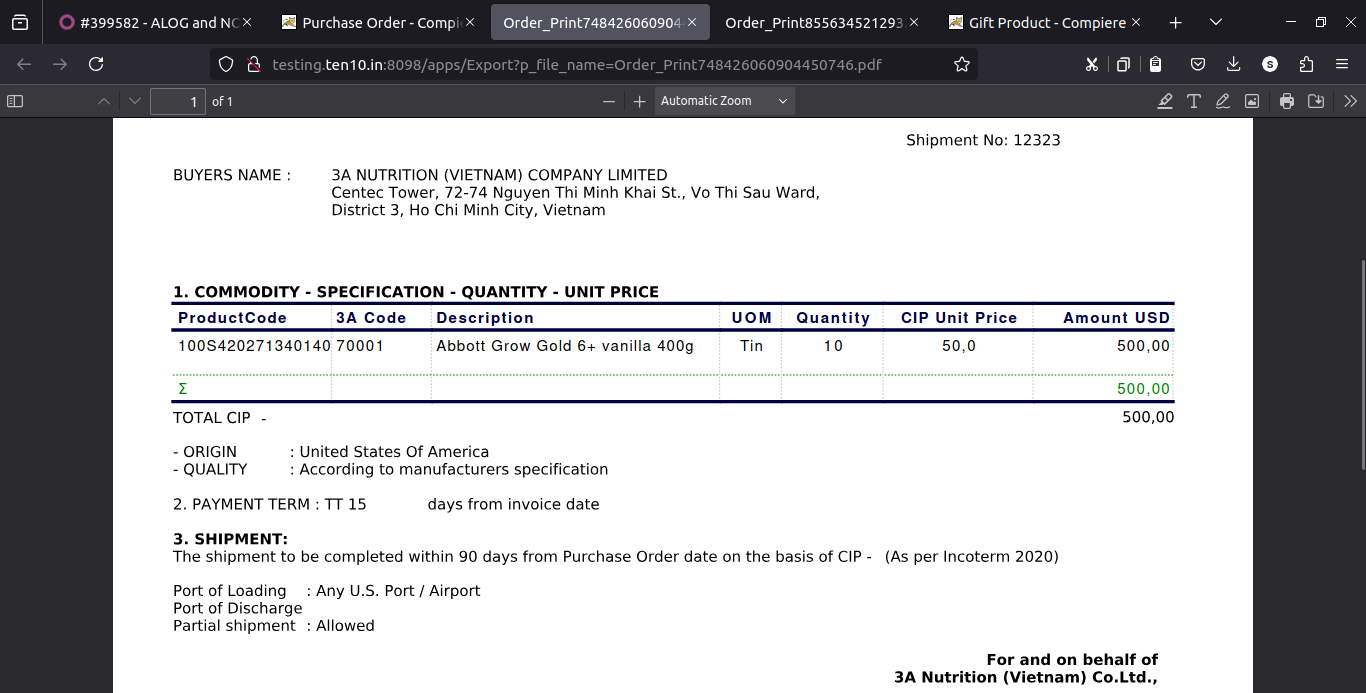 #399582 - ALOG and NC
Purchase Order - Compi
Order_Print748426060904
Order_Print855634521293
Gift Product - Compiere
testing.ten10.in:8098/apps/Export?p_file_name=Order_Print748426060904450746.pdf
S
1 of 1
Automatic Zoom
Shipment No: 12323
BUYERS NAME : 3A NUTRITION (VIETNAM) COMPANY LIMITED
Centec Tower, 72-74 Nguyen Thi Minh Khai St., Vo Thi Sau Ward,
District 3, Ho Chi Minh City, Vietnam
1. COMMODITY - SPECIFICATION - QUANTITY - UNIT PRICE
ProductCode 3A Code Description UOM Quantity CIP Unit Price Amount USD
100S420271340140 70001 Abbott Grow Gold 6+ vanilla 400g Tin 10 50,0 500,00
Σ 500,00
TOTAL CIP - 500,00
- ORIGIN : United States Of America
- QUALITY : According to manufacturers specification
2. PAYMENT TERM : TT 15 days from invoice date
3. SHIPMENT:
The shipment to be completed within 90 days from Purchase Order date on the basis of CIP - (As per Incoterm 2020)
Port of Loading : Any U.S. Port / Airport
Port of Discharge
Partial shipment : Allowed
For and on behalf of
3A Nutrition (Vietnam) Co.Ltd.,